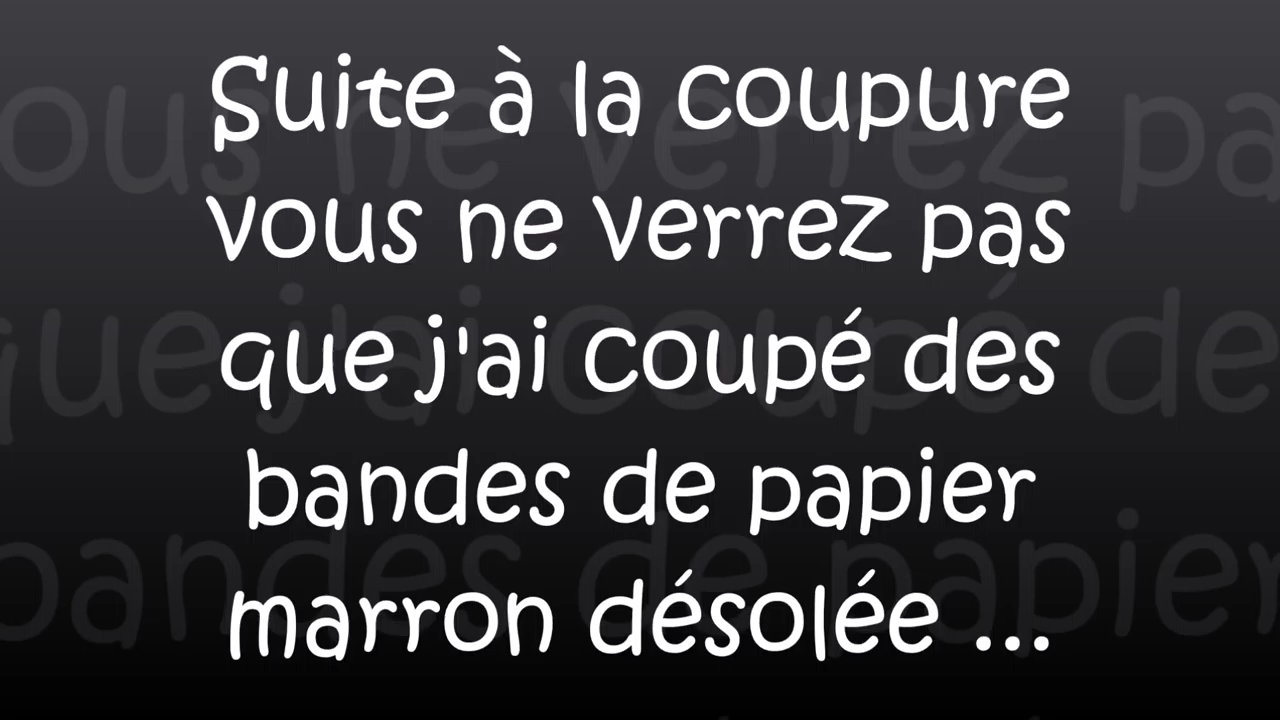 Suite à la coupure
vous ne verrez pas
que j'ai coupé des
bandes de papier
marron désolée ...